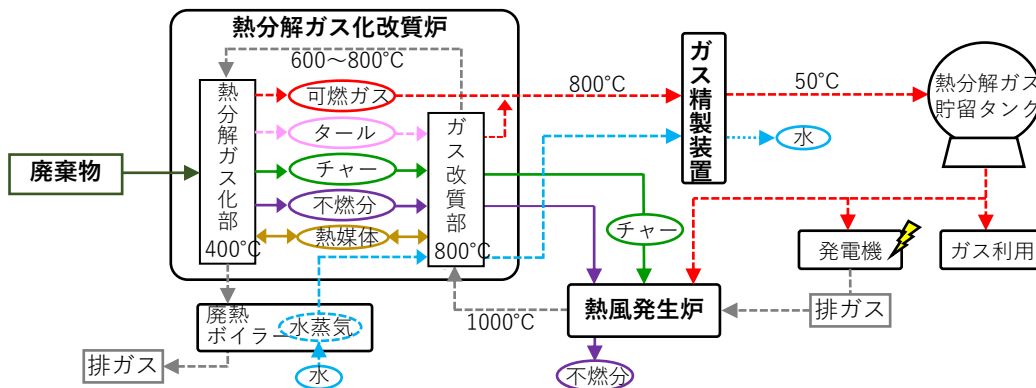 熱分解ガス化改質炉
600～800℃
熱分解ガス化部
400℃
可燃ガス
タール
チャー
不燃分
熱媒体
ガス改質部
800℃
800℃
ガス精製装置
50℃
熱分解ガス
貯留タンク
水
廃棄物
チャー
発電機
ガス利用
廃熱
ボイラー
水蒸気
1000℃
熱風発生炉
排ガス
排ガス
水
不燃分